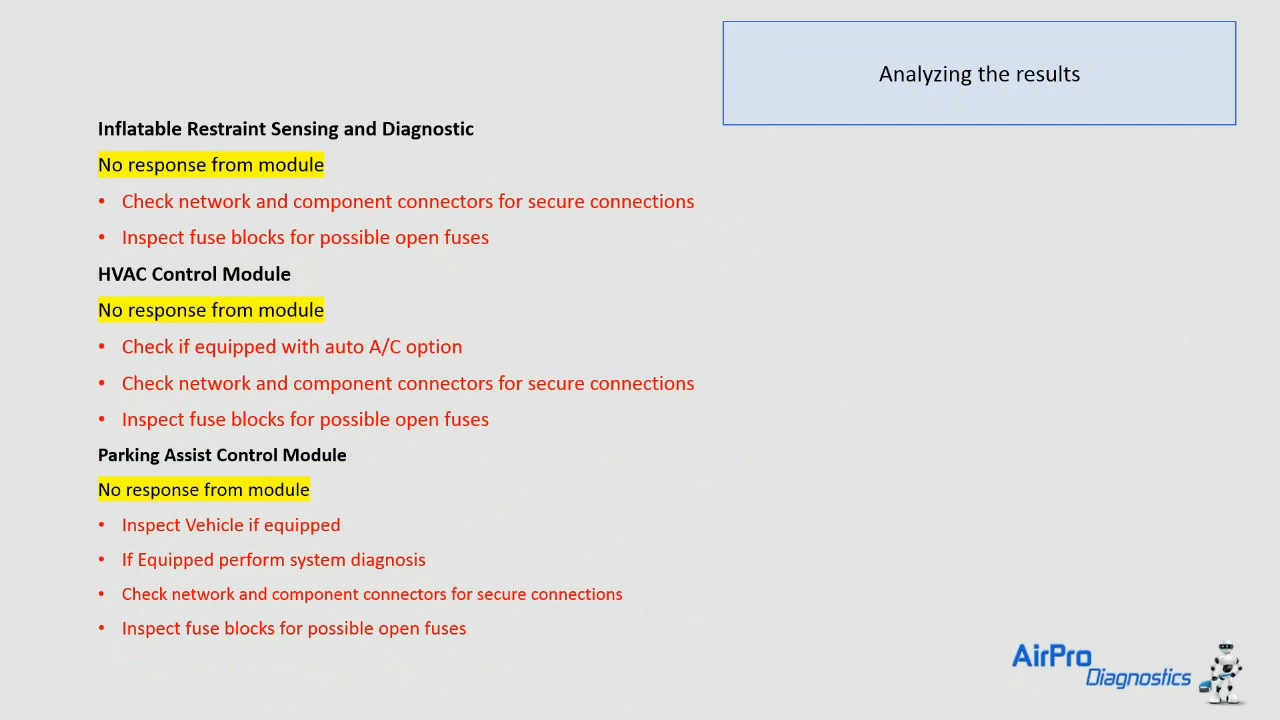 Analyzing the results
Inflatable Restraint Sensing and Diagnostic
No response from module
• Check network and component connectors for secure connections
• Inspect fuse blocks for possible open fuses
HVAC Control Module
No response from module
• Check if equipped with auto A/C option
• Check network and component connectors for secure connections
• Inspect fuse blocks for possible open fuses
Parking Assist Control Module
No response from module
• Inspect Vehicle if equipped
• If Equipped perform system diagnosis
• Check network and component connectors for secure connections
• Inspect fuse blocks for possible open fuses
AirPro
Diagnostics